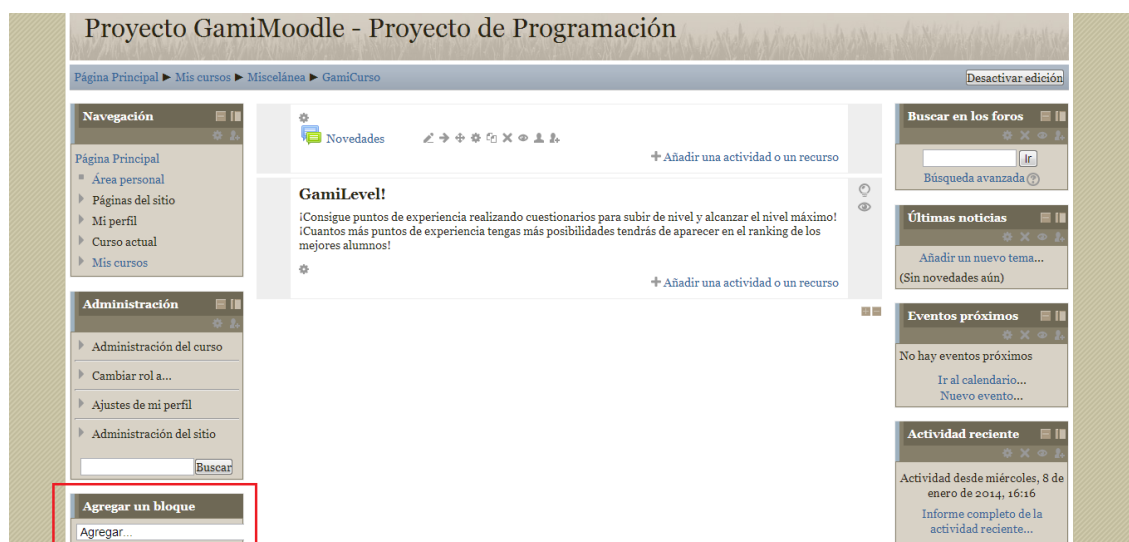 Proyecto GamiMoodle - Proyecto de Programación
Página Principal ► Mis cursos ► Miscelánea ► GamiCurso
Desactivar edición
Navegación
Página Principal
Área personal
Páginas del sitio
Mi perfil
Curso actual
Mis cursos
Administración
Administración del curso
Cambiar rol a...
Ajustes de mi perfil
Administración del sitio
Buscar
Agregar un bloque
Agregar...
Novedades
Añadir una actividad o un recurso
GamiLevel!
¡Consigue puntos de experiencia realizando cuestionarios para subir de nivel y alcanzar el nivel máximo!
¡Cuantos más puntos de experiencia tengas más posibilidades tendrás de aparecer en el ranking de los
mejores alumnos!
Añadir una actividad o un recurso
Buscar en los foros
Ir
Búsqueda avanzada
Últimas noticias
Añadir un nuevo tema...
(Sin novedades aún)
Eventos próximos
No hay eventos próximos
Ir al calendario...
Nuevo evento...
Actividad reciente
Actividad desde miércoles, 8 de
enero de 2014, 16:16
Informe completo de la
actividad reciente...